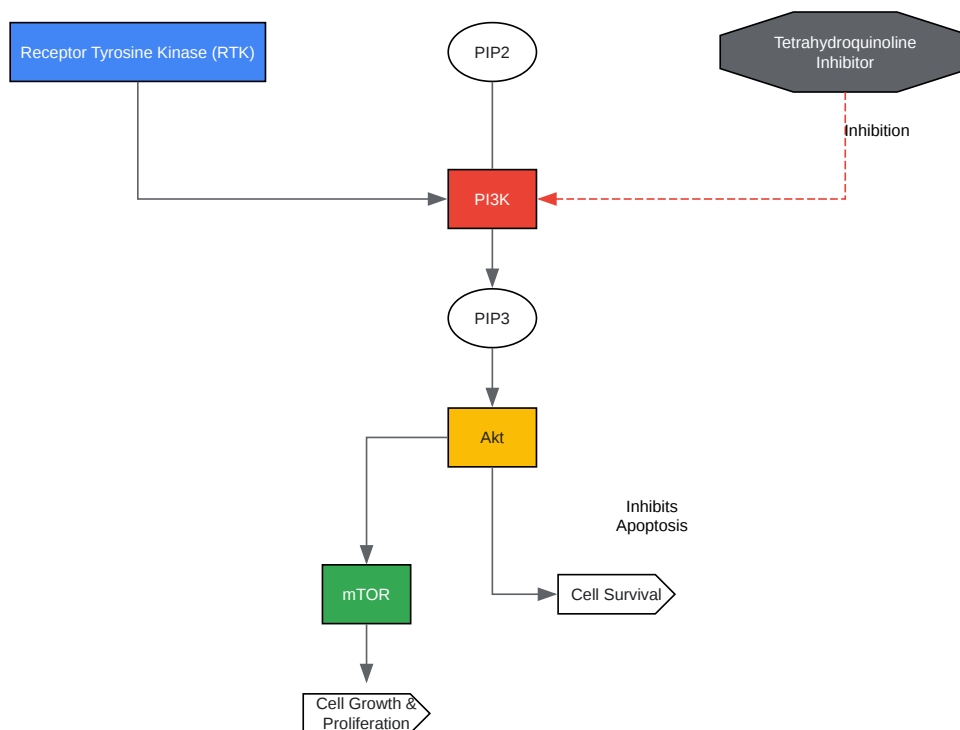 Receptor Tyrosine Kinase (RTK)
PIP2
Tetrahydroquinoline
Inhibitor
Inhibition
PI3K
PIP3
Akt
Inhibits
Apoptosis
mTOR
Cell Survival
Cell Growth &
Proliferation